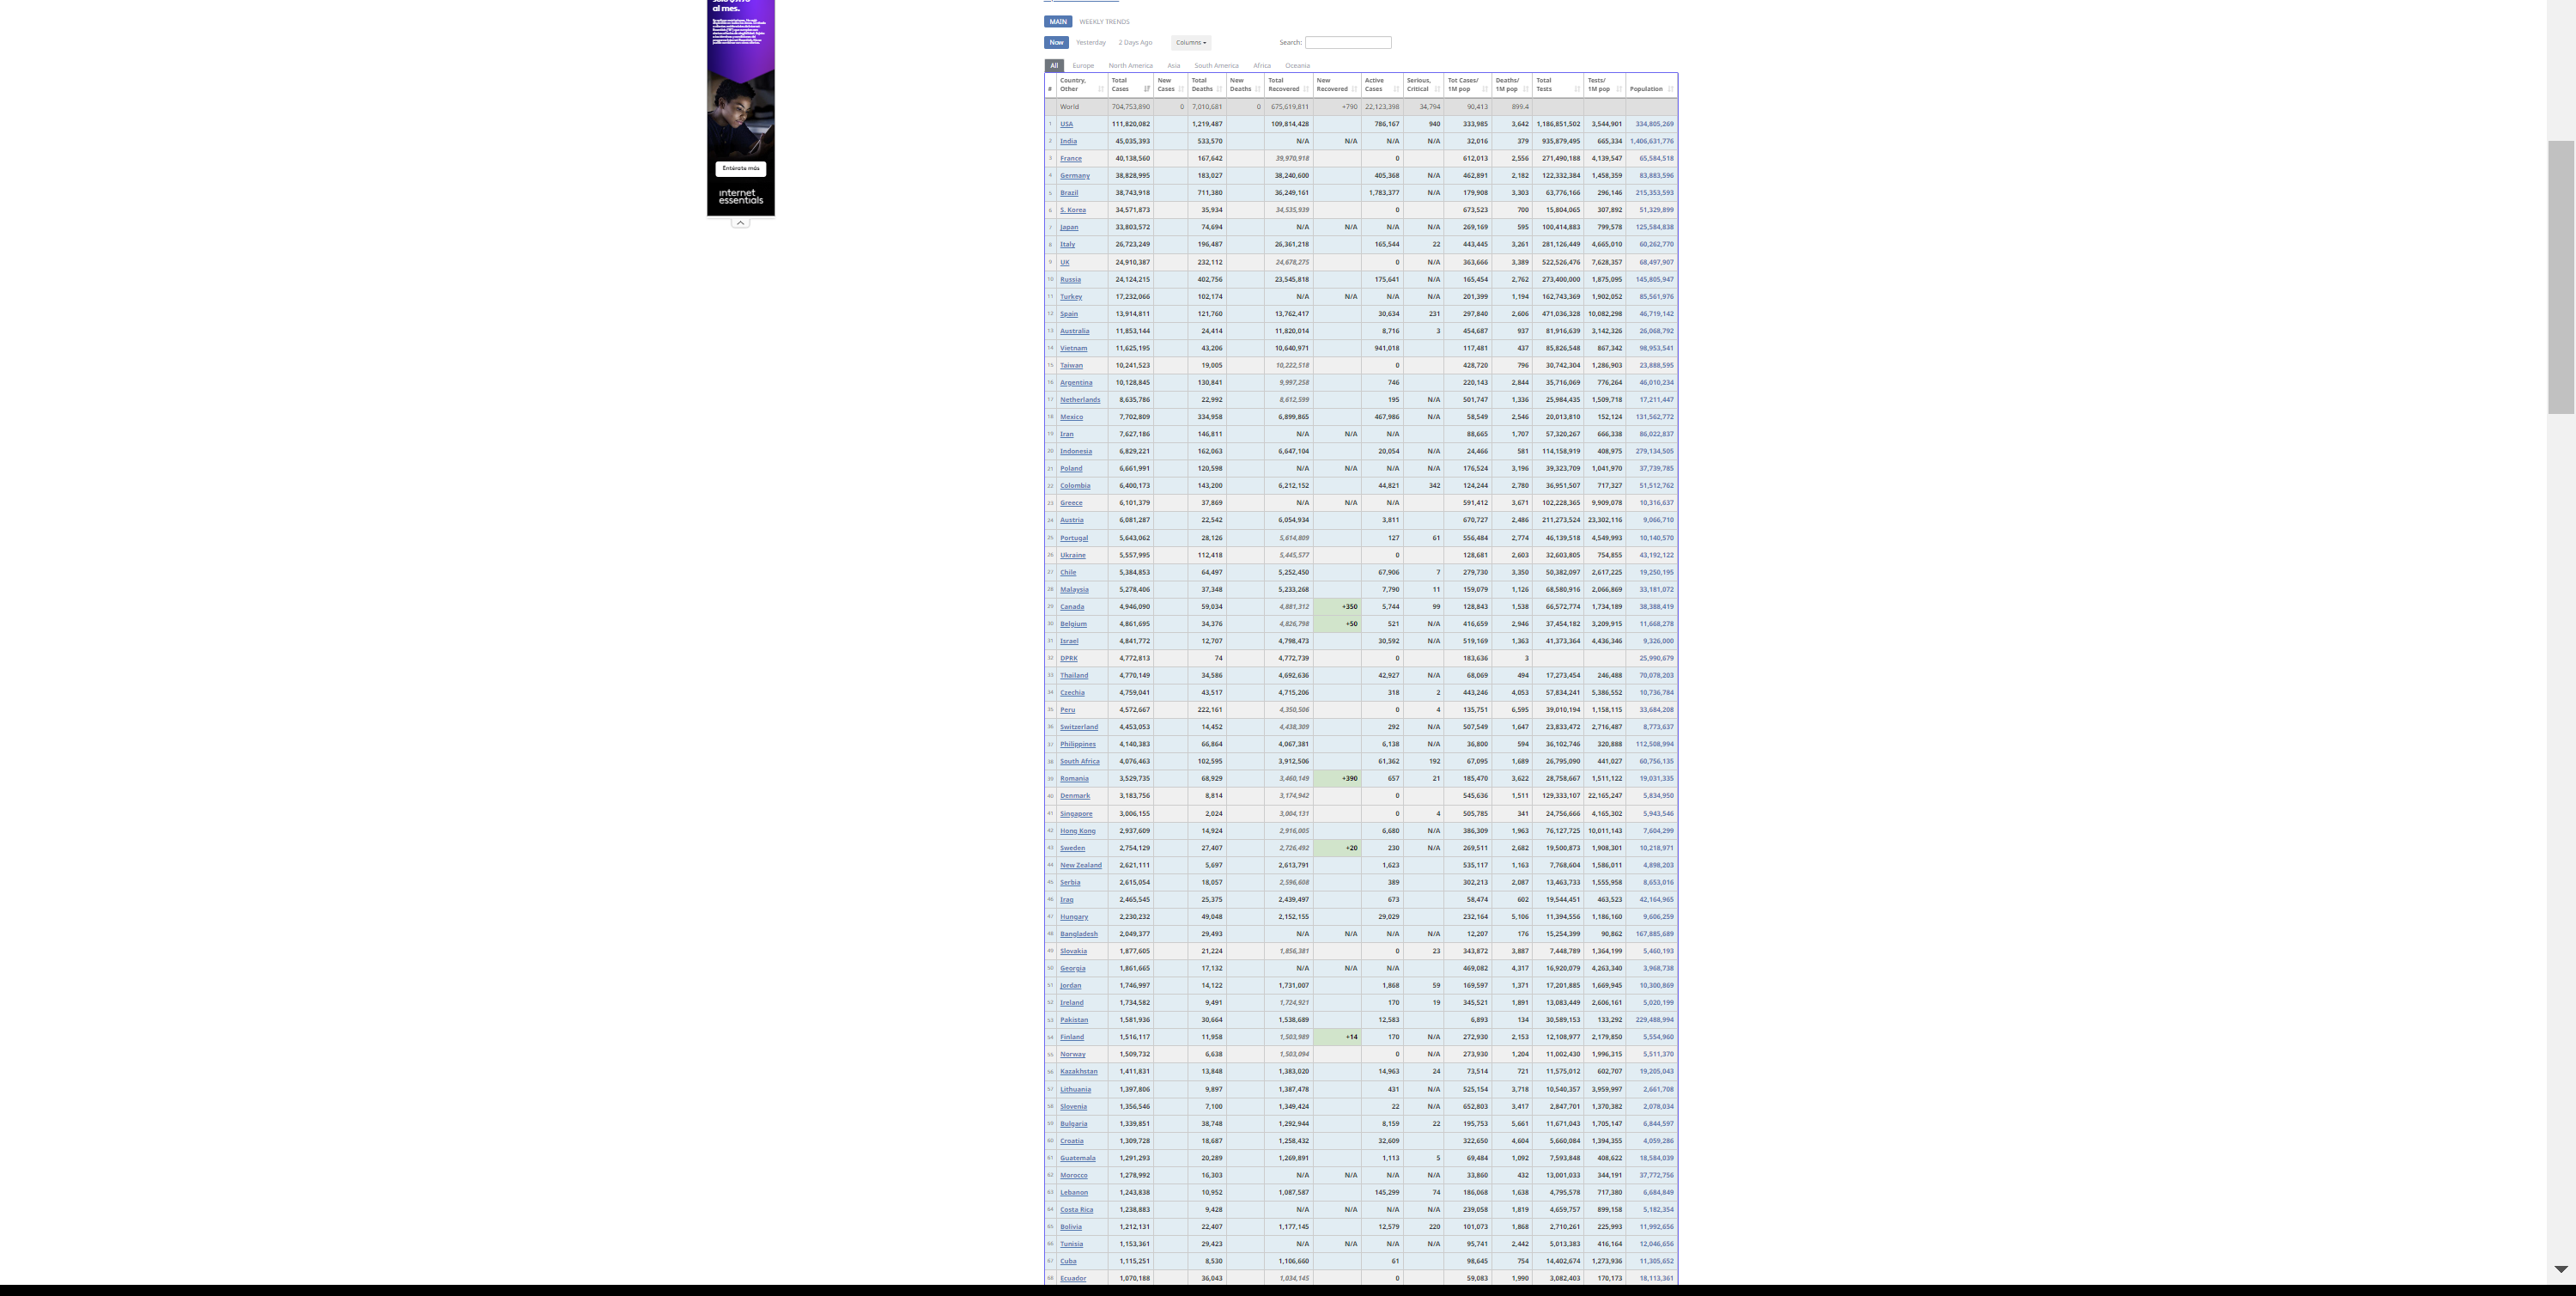 al mes.
Entérate más
internet
essentials
MAIN WEEKLY TRENDS
Now Yesterday 2 Days Ago Columns Search:
All Europe North America Asia South America Africa Oceania
# Country, Other Total Cases New Cases Total Deaths New Deaths Total Recovered New Recovered Active Cases Serious, Critical Tot Cases/ 1M pop Deaths/ 1M pop Total Tests Tests/ 1M pop Population
World 704,753,890 0 7,010,681 0 675,619,811 +790 22,123,398 34,794 90,413 899.4
1 USA 111,820,082 1,219,487 109,814,428 786,167 940 333,985 3,642 1,186,851,502 3,544,901 334,805,269
2 India 45,035,393 533,570 N/A N/A N/A N/A 32,016 379 935,879,495 665,334 1,406,631,776
3 France 40,138,560 167,642 39,970,918 0 612,013 2,556 271,490,188 4,139,547 65,584,518
4 Germany 38,828,995 183,027 38,240,600 405,368 N/A 462,891 2,182 122,332,384 1,458,359 83,883,596
5 Brazil 38,743,918 711,380 36,249,161 1,783,377 N/A 179,908 3,303 63,776,166 296,146 215,353,593
6 S. Korea 34,571,873 35,934 34,535,939 0 673,523 700 15,804,065 307,892 51,329,899
7 Japan 33,803,572 74,694 N/A N/A N/A N/A 269,169 595 100,414,883 799,578 125,584,838
8 Italy 26,723,249 196,487 26,361,218 165,544 22 443,445 3,261 281,126,449 4,665,010 60,262,770
9 UK 24,910,387 232,112 24,678,275 0 N/A 363,666 3,389 522,526,476 7,628,357 68,497,907
10 Russia 24,124,215 402,756 23,545,818 175,641 N/A 165,454 2,762 273,400,000 1,875,095 145,805,947
11 Turkey 17,232,066 102,174 N/A N/A N/A N/A 201,399 1,194 162,743,369 1,902,052 85,561,976
12 Spain 13,914,811 121,760 13,762,417 30,634 231 297,840 2,606 471,036,328 10,082,298 46,719,142
13 Australia 11,853,144 24,414 11,820,014 8,716 3 454,687 937 81,916,639 3,142,326 26,068,792
14 Vietnam 11,625,195 43,206 10,640,971 941,018 117,481 437 85,826,548 867,342 98,953,541
15 Taiwan 10,241,523 19,005 10,222,518 0 428,720 796 30,742,304 1,286,903 23,888,595
16 Argentina 10,128,845 130,841 9,997,258 746 220,143 2,844 35,716,069 776,264 46,010,234
17 Netherlands 8,635,786 22,992 8,612,599 195 N/A 501,747 1,336 25,984,435 1,509,718 17,211,447
18 Mexico 7,702,809 334,958 6,899,865 467,986 N/A 58,549 2,546 20,013,810 152,124 131,562,772
19 Iran 7,627,186 146,811 N/A N/A N/A 88,665 1,707 57,320,267 666,338 86,022,837
20 Indonesia 6,829,221 162,063 6,647,104 20,054 N/A 24,466 581 114,158,919 408,975 279,134,505
21 Poland 6,661,991 120,598 N/A N/A N/A N/A 176,524 3,196 39,323,709 1,041,970 37,739,785
22 Colombia 6,400,173 143,200 6,212,152 44,821 342 124,244 2,780 36,951,507 717,327 51,512,762
23 Greece 6,101,379 37,869 N/A N/A N/A 591,412 3,671 102,228,365 9,909,078 10,316,637
24 Austria 6,081,287 22,542 6,054,934 3,811 670,727 2,486 211,273,524 23,302,116 9,066,710
25 Portugal 5,643,062 28,126 5,614,809 127 61 556,484 2,774 46,139,518 4,549,993 10,140,570
26 Ukraine 5,557,995 112,418 5,445,577 0 128,681 2,603 32,603,805 754,855 43,192,122
27 Chile 5,384,853 64,497 5,252,450 67,906 7 279,730 3,350 50,382,097 2,617,225 19,250,195
28 Malaysia 5,278,406 37,348 5,233,268 7,790 11 159,079 1,126 68,580,916 2,066,869 33,181,072
29 Canada 4,946,090 59,034 4,881,312 +350 5,744 99 128,843 1,538 66,572,774 1,734,189 38,388,419
30 Belgium 4,861,695 34,376 4,826,798 +50 521 N/A 416,659 2,946 37,454,182 3,209,915 11,668,278
31 Israel 4,841,772 12,707 4,798,473 30,592 N/A 519,169 1,363 41,373,364 4,436,346 9,326,000
32 DPRK 4,772,813 74 4,772,739 0 183,636 3 25,990,679
33 Thailand 4,770,149 34,586 4,692,636 42,927 N/A 68,069 494 17,273,454 246,488 70,078,203
34 Czechia 4,759,041 43,517 4,715,206 318 2 443,246 4,053 57,834,241 5,386,552 10,736,784
35 Peru 4,572,667 222,161 4,350,506 0 4 135,751 6,595 39,010,194 1,158,115 33,684,208
36 Switzerland 4,453,053 14,452 4,438,309 292 N/A 507,549 1,647 23,833,472 2,716,487 8,773,637
37 Philippines 4,140,383 66,864 4,067,381 6,138 N/A 36,800 594 36,102,746 320,888 112,508,994
38 South Africa 4,076,463 102,595 3,912,506 61,362 192 67,095 1,689 26,795,090 441,027 60,756,135
39 Romania 3,529,735 68,929 3,460,149 +390 657 21 185,470 3,622 28,758,667 1,511,122 19,031,335
40 Denmark 3,183,756 8,814 3,174,942 0 545,636 1,511 129,333,107 22,165,247 5,834,950
41 Singapore 3,006,155 2,024 3,004,131 0 4 505,785 341 24,756,666 4,165,302 5,943,546
42 Hong Kong 2,937,609 14,924 2,916,005 6,680 N/A 386,309 1,963 76,127,725 10,011,143 7,604,299
43 Sweden 2,754,129 27,407 2,726,492 +20 230 N/A 269,511 2,682 19,500,873 1,908,301 10,218,971
44 New Zealand 2,621,111 5,697 2,613,791 1,623 535,117 1,163 7,768,604 1,586,011 4,898,203
45 Serbia 2,615,054 18,057 2,596,608 389 302,213 2,087 13,463,733 1,555,958 8,653,016
46 Iraq 2,465,545 25,375 2,439,497 673 58,474 602 19,544,451 463,523 42,164,965
47 Hungary 2,230,232 49,048 2,152,155 29,029 232,164 5,106 11,394,556 1,186,160 9,606,259
48 Bangladesh 2,049,377 29,493 N/A N/A N/A N/A 12,207 176 15,254,399 90,862 167,885,689
49 Slovakia 1,877,605 21,224 1,856,381 0 23 343,872 3,887 7,448,789 1,364,199 5,460,193
50 Georgia 1,861,665 17,132 N/A N/A N/A 469,082 4,317 16,920,079 4,263,340 3,968,738
51 Jordan 1,746,997 14,122 1,731,007 1,868 59 169,597 1,371 17,201,885 1,669,945 10,300,869
52 Ireland 1,734,582 9,491 1,724,921 170 19 345,521 1,891 13,083,449 2,606,161 5,020,199
53 Pakistan 1,581,936 30,664 1,538,689 12,583 6,893 134 30,589,153 133,292 229,488,994
54 Finland 1,516,117 11,958 1,503,989 +14 170 N/A 272,930 2,153 12,108,977 2,179,850 5,554,960
55 Norway 1,509,732 6,638 1,503,094 0 N/A 273,930 1,204 11,002,430 1,996,315 5,511,370
56 Kazakhstan 1,411,831 13,848 1,383,020 14,963 24 73,514 721 11,575,012 602,707 19,205,043
57 Lithuania 1,397,806 9,897 1,387,478 431 N/A 525,154 3,718 10,540,357 3,959,997 2,661,708
58 Slovenia 1,356,546 7,100 1,349,424 22 N/A 652,803 3,417 2,847,701 1,370,382 2,078,034
59 Bulgaria 1,339,851 38,748 1,292,944 8,159 22 195,753 5,661 11,671,043 1,705,147 6,844,597
60 Croatia 1,309,728 18,687 1,258,432 32,609 322,650 4,604 5,660,084 1,394,355 4,059,286
61 Guatemala 1,291,293 20,289 1,269,891 1,113 5 69,484 1,092 7,593,848 408,622 18,584,039
62 Morocco 1,278,992 16,303 N/A N/A N/A N/A 33,860 432 13,001,033 344,191 37,772,756
63 Lebanon 1,243,838 10,952 1,087,587 145,299 74 186,068 1,638 4,795,578 717,380 6,684,849
64 Costa Rica 1,238,883 9,428 N/A N/A N/A N/A 239,058 1,819 4,659,757 899,158 5,182,354
65 Bolivia 1,212,131 22,407 1,177,145 12,579 220 101,073 1,868 2,710,261 225,993 11,992,656
66 Tunisia 1,153,361 29,423 N/A N/A N/A N/A 95,741 2,442 5,013,383 416,164 12,046,656
67 Cuba 1,115,251 8,530 1,106,660 61 98,645 754 14,402,674 1,273,936 11,305,652
68 Ecuador 1,070,188 36,043 1,034,145 0 59,083 1,990 3,082,403 170,173 18,113,361